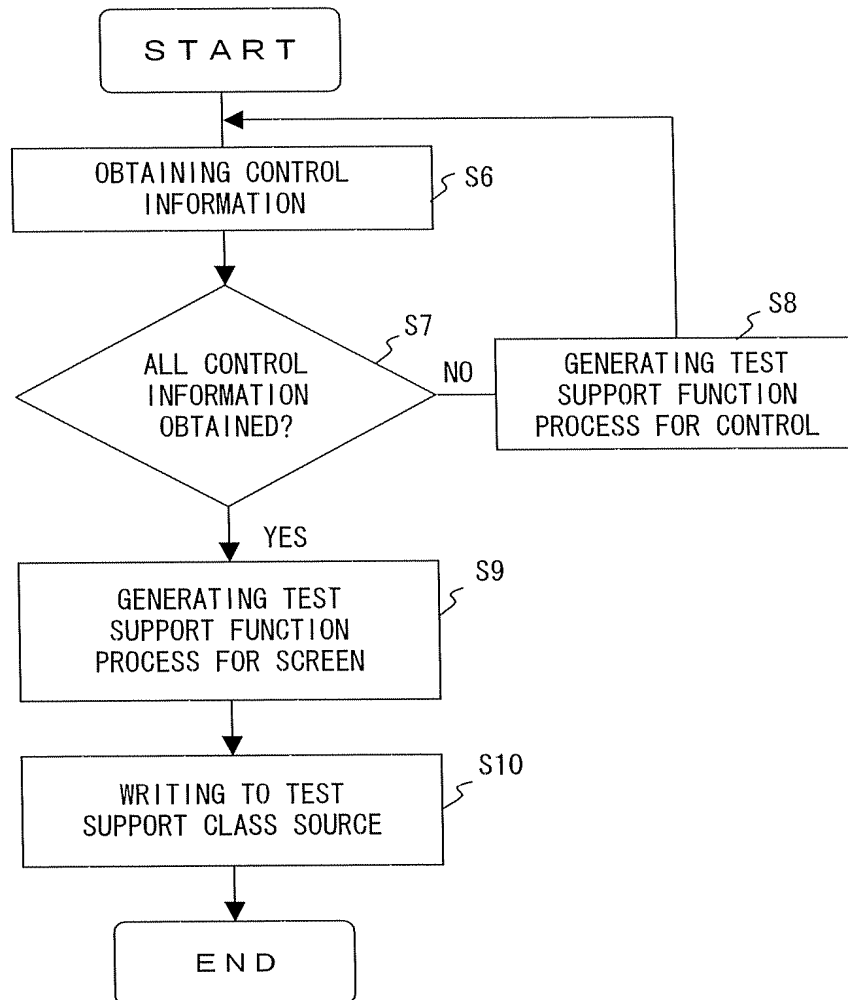 START
OBTAINING CONTROL
INFORMATION
S6
S7
ALL CONTROL
INFORMATION
OBTAINED?
NO
S8
GENERATING TEST
SUPPORT FUNCTION
PROCESS FOR CONTROL
YES
S9
GENERATING TEST
SUPPORT FUNCTION
PROCESS FOR SCREEN
S10
WRITING TO TEST
SUPPORT CLASS SOURCE
END